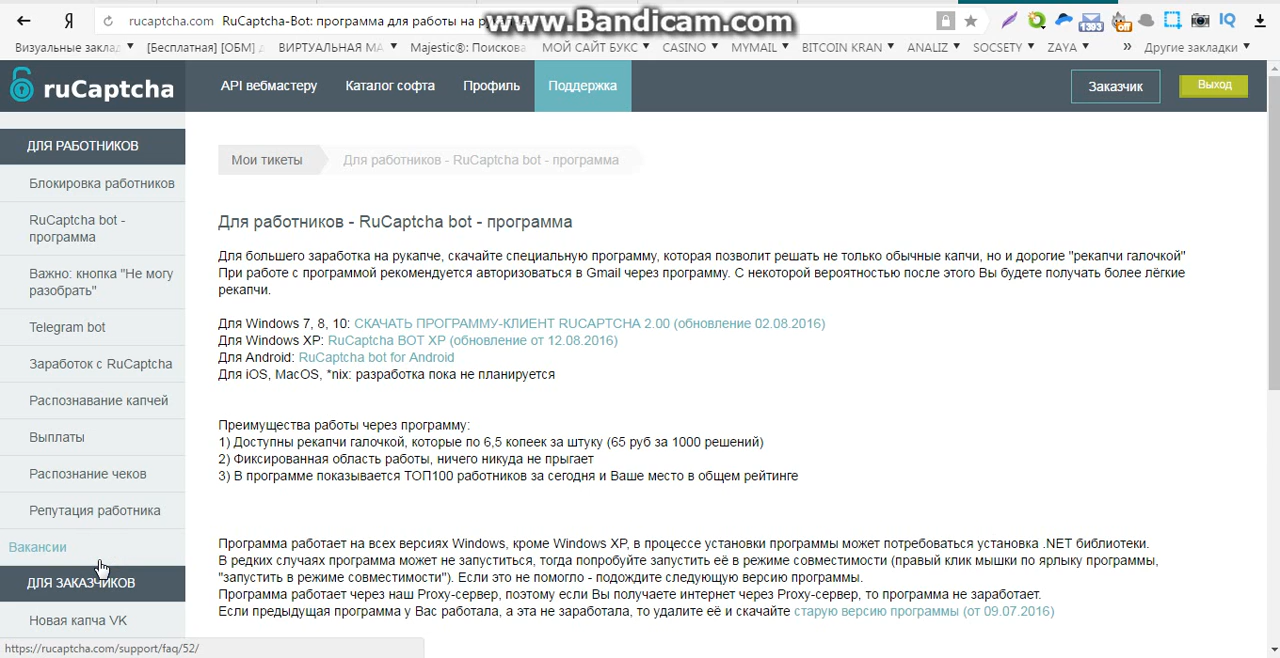 Я rucaptcha.com RuCaptcha-Bot: программа для работы на
www.Bandicam.com
1393 off IQ
Визуальные заклад [Бесплатная] [ОБМ] ВИРТУАЛЬНАЯ МА Majestic®: Поискова МОЙ САЙТ БУКС CASINO MYMAIL BITCOIN KRAN ANALIZ SOCSETY ZAYA » Другие закладки
ruCaptcha API вебмастеру Каталог софта Профиль Поддержка Заказчик Выход
ДЛЯ РАБОТНИКОВ
Блокировка работников
RuCaptcha bot -
программа
Важно: кнопка "Не могу
разобрать"
Telegram bot
Заработок с RuCaptcha
Распознавание капчей
Выплаты
Распознание чеков
Репутация работника
Вакансии
ДЛЯ ЗАКАЗЧИКОВ
Новая капча VK
Мои тикеты Для работников - RuCaptcha bot - программа
Для работников - RuCaptcha bot - программа
Для большего заработка на рукапче, скачайте специальную программу, которая позволит решать не только обычные капчи, но и дорогие "рекапчи галочкой"
При работе с программой рекомендуется авторизоваться в Gmail через программу. С некоторой вероятностью после этого Вы будете получать более лёгкие
рекапчи.
Для Windows 7, 8, 10: СКАЧАТЬ ПРОГРАММУ-КЛИЕНТ RUCAPTCHA 2.00 (обновление 02.08.2016)
Для Windows XP: RuCaptcha BOT XP (обновление от 12.08.2016)
Для Android: RuCaptcha bot for Android
Для iOS, MacOS, *nix: разработка пока не планируется
Преимущества работы через программу:
1) Доступны рекапчи галочкой, которые по 6,5 копеек за штуку (65 руб за 1000 решений)
2) Фиксированная область работы, ничего никуда не прыгает
3) В программе показывается ТОП100 работников за сегодня и Ваше место в общем рейтинге
Программа работает на всех версиях Windows, кроме Windows XP, в процессе установки программы может потребоваться установка .NET библиотеки.
В редких случаях программа может не запуститься, тогда попробуйте запустить её в режиме совместимости (правый клик мышки по ярлыку программы,
"запустить в режиме совместимости"). Если это не помогло - подождите следующую версию программы.
Программа работает через наш Proxy-сервер, поэтому если Вы получаете интернет через Proxy-сервер, то программа не заработает.
Если предыдущая программа у Вас работала, а эта не заработала, то удалите её и скачайте старую версию программы (от 09.07.2016)
https://rucaptcha.com/support/faq/52/